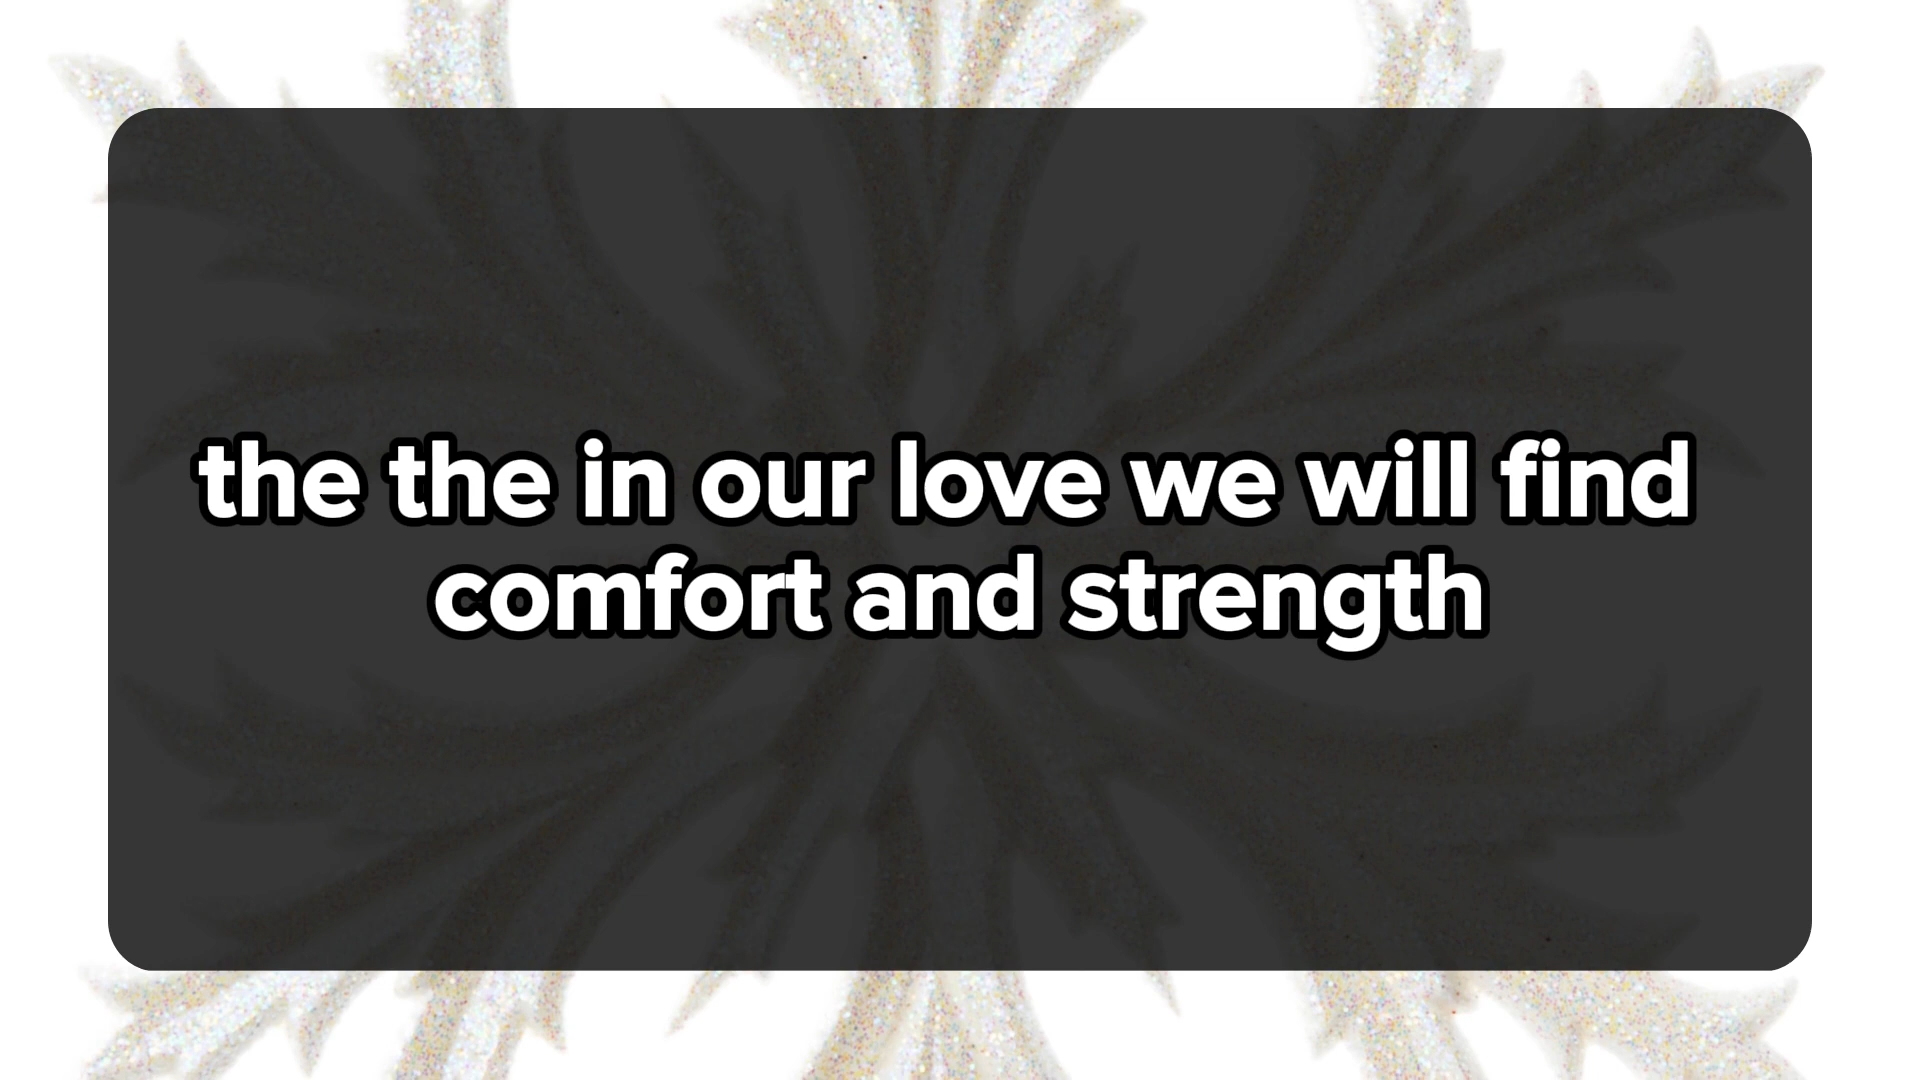 the the in our love we will find
comfort and strength